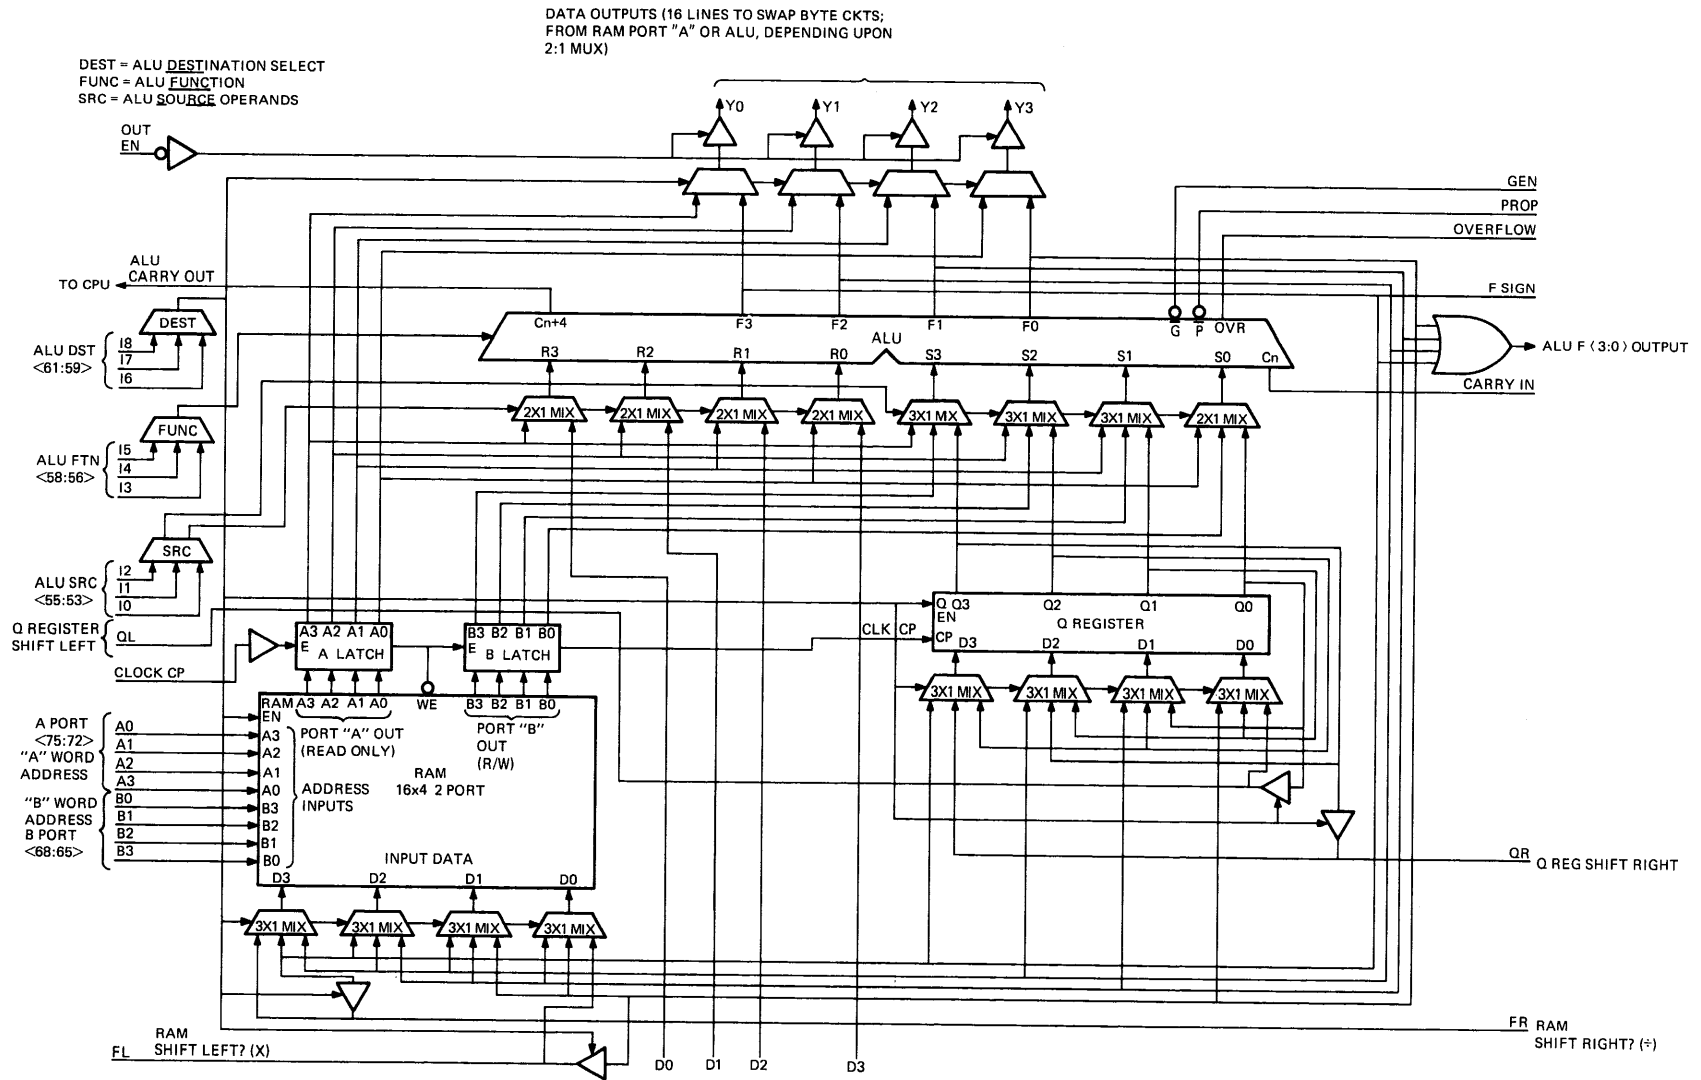 DATA OUTPUTS (16 LINES TO SWAP BYTE CKTS;
FROM RAM PORT "A" OR ALU, DEPENDING UPON
2:1 MUX)
DEST = ALU DESTINATION SELECT
FUNC = ALU FUNCTION
SRC = ALU SOURCE OPERANDS
Y0 Y1 Y2 Y3
OUT
EN
GEN
PROP
OVERFLOW
F SIGN
ALU
CARRY OUT
TO CPU
Cn+4 F3 F2 F1 F0 G P OVR
ALU
R3 R2 R1 R0 S3 S2 S1 S0 Cn
ALU F (3:0) OUTPUT
CARRY IN
DEST
ALU DST
<61:59>
I8
I7
I6
2X1 MIX 2X1 MIX 2X1 MIX 2X1 MIX 3X1 MIX 3X1 MIX 3X1 MIX 2X1 MIX
FUNC
ALU FTN
<58:56>
I5
I4
I3
SRC
ALU SRC
<55:53>
I2
I1
I0
Q REGISTER
SHIFT LEFT
QL
CLOCK CP
A3 A2 A1 A0
E A LATCH
B3 B2 B1 B0
E B LATCH
CLK CP
Q Q3 Q2 Q1 Q0
EN
Q REGISTER
CP
D3 D2 D1 D0
3X1 MIX 3X1 MIX 3X1 MIX 3X1 MIX
RAM A3 A2 A1 A0 WE B3 B2 B1 B0
EN
PORT "A" OUT
(READ ONLY)
PORT "B"
OUT
(R/W)
A PORT
<75:72>
"A" WORD
ADDRESS
A0
A1
A2
A3
"B" WORD
ADDRESS
B PORT
<68:65>
B0
B1
B2
B3
A3
A2
A1
A0
B3
B2
B1
B0
ADDRESS
INPUTS
RAM
16x4 2 PORT
INPUT DATA
D3 D2 D1 D0
3X1 MIX 3X1 MIX 3X1 MIX 3X1 MIX
QR
Q REG SHIFT RIGHT
FR RAM
SHIFT RIGHT? (÷)
RAM
SHIFT LEFT? (X)
FL
D0 D1 D2 D3